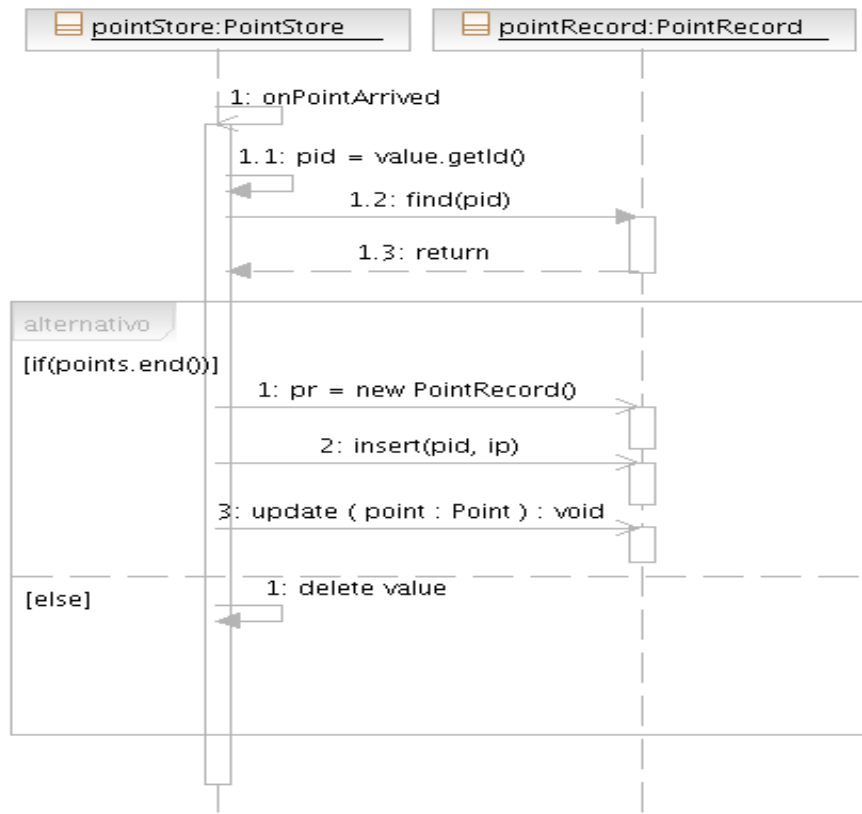 pointStore:PointStore
pointRecord:PointRecord
1: onPointArrived
1.1: pid = value.getId()
1.2: find(pid)
1.3: return
alternativo
[if(points.end())]
1: pr = new PointRecord()
2: insert(pid, ip)
3: update ( point : Point ) : void
[else]
1: delete value